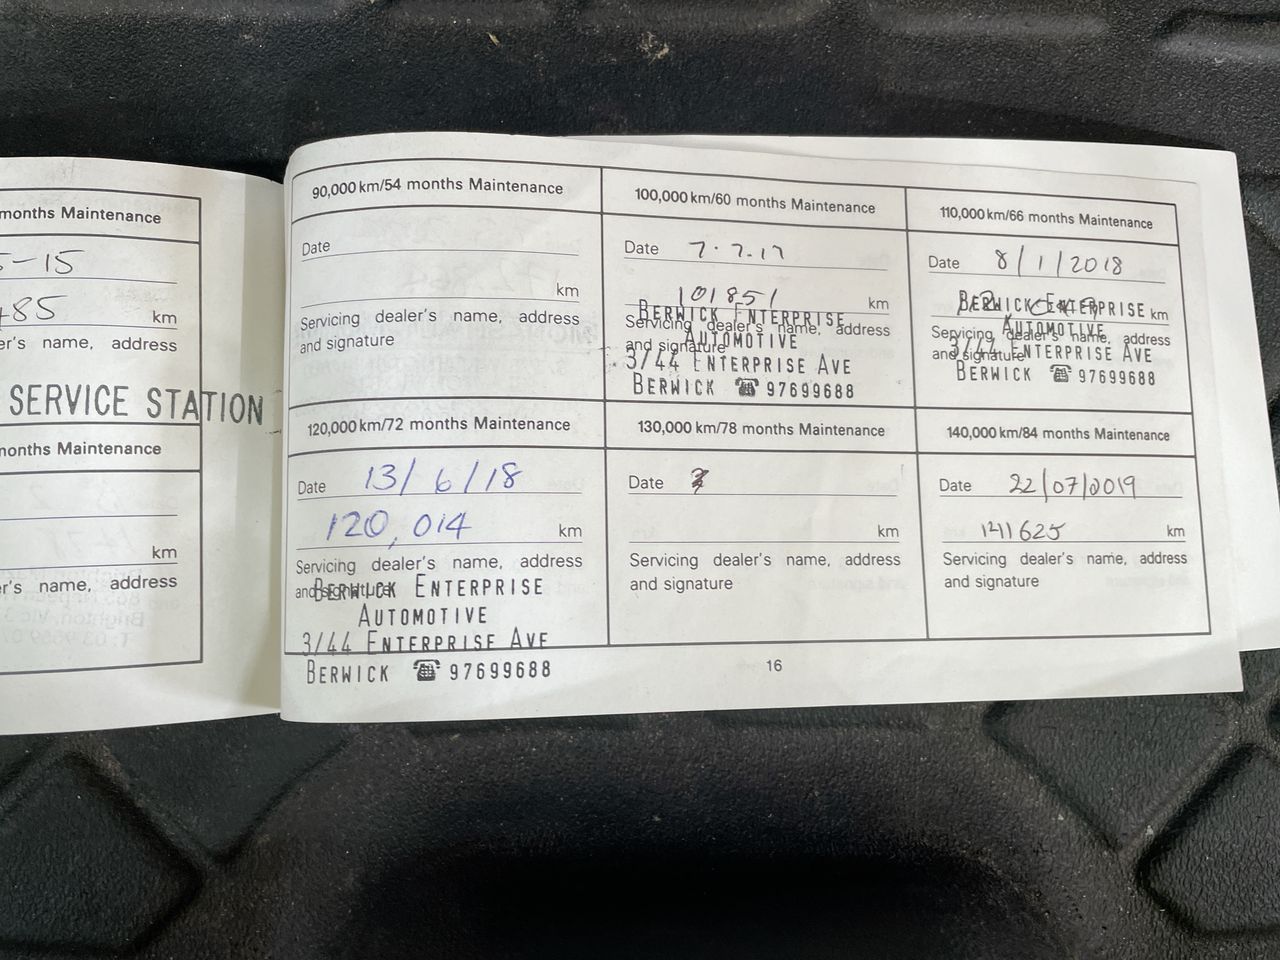 months Maintenance
5-15
485 km
er's name, address
SERVICE STATION
months Maintenance
km
er's name, address
90,000 km/54 months Maintenance
Date
km
Servicing dealer's name, address
and signature
100,000 km/60 months Maintenance
Date 7.7.17
101851 km
Servicing dealer's name, address
and signature
BERWICK ENTERPRISE
AUTOMOTIVE
3/44 ENTERPRISE AVE
BERWICK ☎ 97699688
110,000 km/66 months Maintenance
Date 8/1/2018
km
Servicing dealer's name, address
and signature
BERWICK ENTERPRISE
AUTOMOTIVE
3/44 ENTERPRISE AVE
BERWICK ☎ 97699688
120,000 km/72 months Maintenance
Date 13/6/18
120,014 km
Servicing dealer's name, address
and signature
BERWICK ENTERPRISE
AUTOMOTIVE
3/44 ENTERPRISE AVE
BERWICK ☎ 97699688
130,000 km/78 months Maintenance
Date
km
Servicing dealer's name, address
and signature
140,000 km/84 months Maintenance
Date 22/07/2019
141625 km
Servicing dealer's name, address
and signature
16